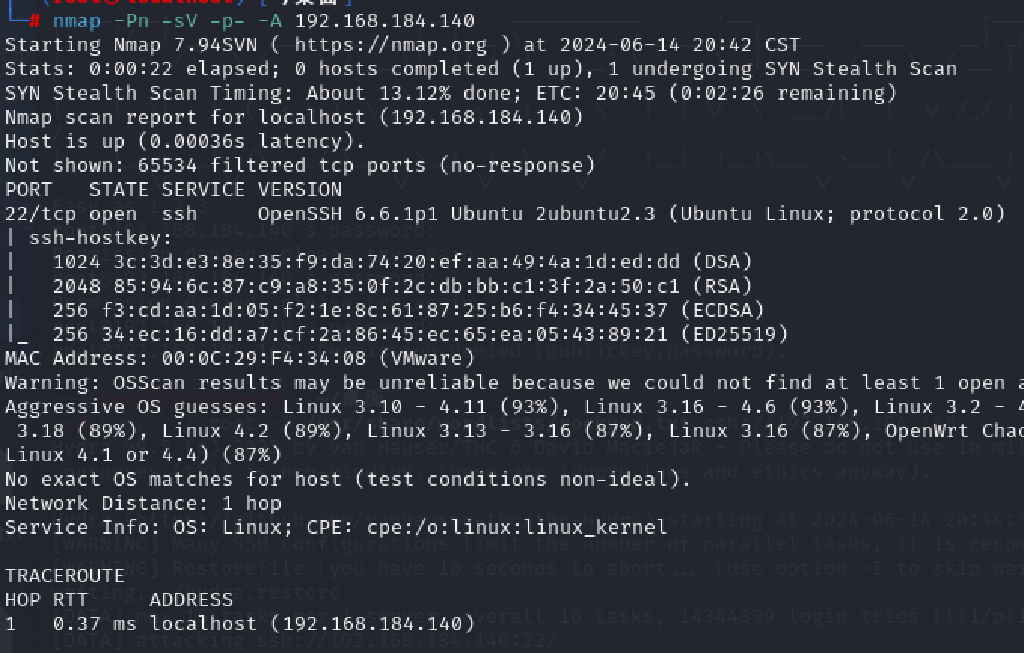 └─# nmap -Pn -sV -p- -A 192.168.184.140
Starting Nmap 7.94SVN ( https://nmap.org ) at 2024-06-14 20:42 CST
Stats: 0:00:22 elapsed; 0 hosts completed (1 up), 1 undergoing SYN Stealth Scan
SYN Stealth Scan Timing: About 13.12% done; ETC: 20:45 (0:02:26 remaining)
Nmap scan report for localhost (192.168.184.140)
Host is up (0.00036s latency).
Not shown: 65534 filtered tcp ports (no-response)
PORT   STATE SERVICE VERSION
22/tcp open  ssh     OpenSSH 6.6.1p1 Ubuntu 2ubuntu2.3 (Ubuntu Linux; protocol 2.0)
| ssh-hostkey:
|   1024 3c:3d:e3:8e:35:f9:da:74:20:ef:aa:49:4a:1d:ed:dd (DSA)
|   2048 85:94:6c:87:c9:a8:35:0f:2c:db:bb:c1:3f:2a:50:c1 (RSA)
|   256 f3:cd:aa:1d:05:f2:1e:8c:61:87:25:b6:f4:34:45:37 (ECDSA)
|_  256 34:ec:16:dd:a7:cf:2a:86:45:ec:65:ea:05:43:89:21 (ED25519)
MAC Address: 00:0C:29:F4:34:08 (VMware)
Warning: OSScan results may be unreliable because we could not find at least 1 open a
Aggressive OS guesses: Linux 3.10 - 4.11 (93%), Linux 3.16 - 4.6 (93%), Linux 3.2 - 4
 3.18 (89%), Linux 4.2 (89%), Linux 3.13 - 3.16 (87%), Linux 3.16 (87%), OpenWrt Chao
Linux 4.1 or 4.4) (87%)
No exact OS matches for host (test conditions non-ideal).
Network Distance: 1 hop
Service Info: OS: Linux; CPE: cpe:/o:linux:linux_kernel
TRACEROUTE
HOP RTT     ADDRESS
1   0.37 ms localhost (192.168.184.140)